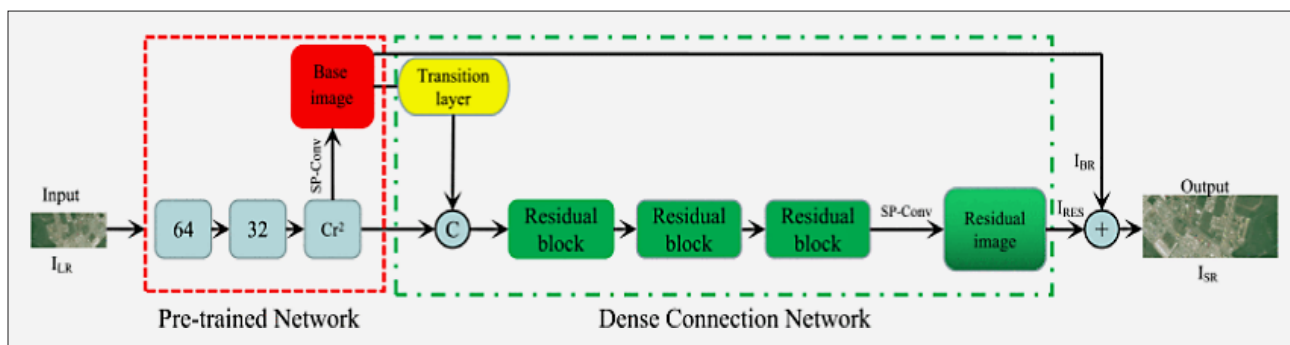 Base
image
Transition
layer
SP-Conv
I_BR
Input
Output
64
32
Cr²
C
Residual
block
Residual
block
Residual
block
SP-Conv
Residual
image
I_RES
+
I_LR
I_SR
Pre-trained Network
Dense Connection Network